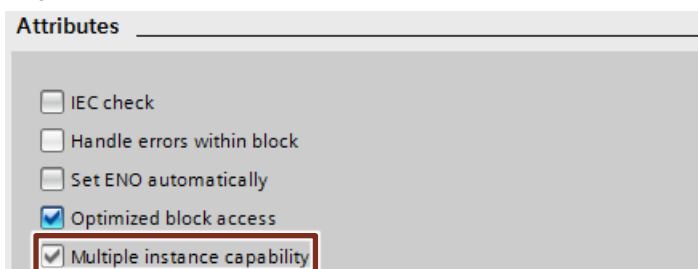 Attributes
IEC check
Handle errors within block
Set ENO automatically
Optimized block access
Multiple instance capability